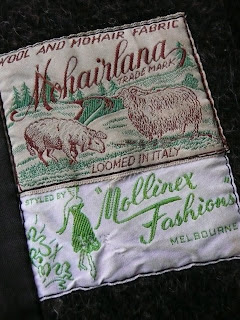 WOOL AND MOHAIR FABRIC
Mohairlana
TRADE MARK
LOOMED IN ITALY
STYLED BY
"Mollinex
Fashions"
MELBOURNE